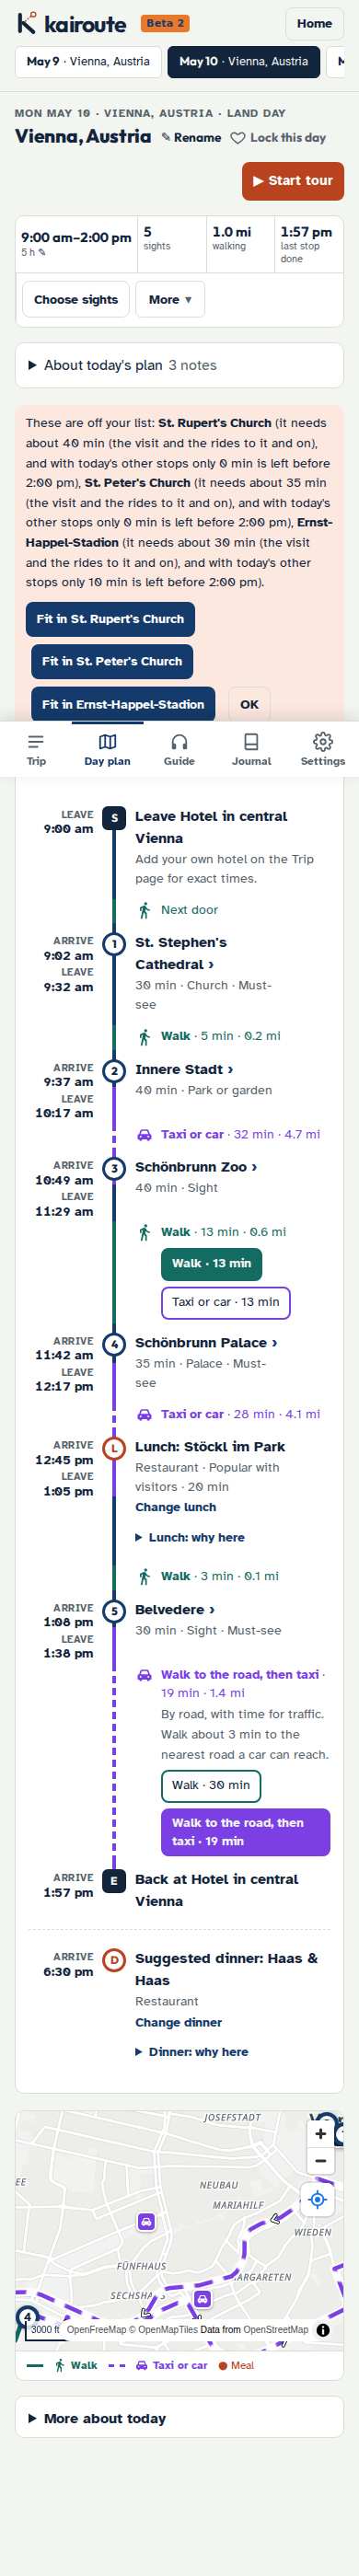 kairoute Beta 2 Home
May 9 · Vienna, Austria May 10 · Vienna, Austria
MON MAY 10 · VIENNA, AUSTRIA · LAND DAY
Vienna, Austria ✎ Rename ♡ Lock this day
▶ Start tour
9:00 am–2:00 pm 5 1.0 mi 1:57 pm
5 h ✎ sights walking last stop
done
Choose sights More ▾
▶ About today's plan 3 notes
These are off your list: St. Rupert's Church (it needs
about 40 min (the visit and the rides to it and on),
and with today's other stops only 0 min is left before
2:00 pm), St. Peter's Church (it needs about 35 min
(the visit and the rides to it and on), and with today's
other stops only 0 min is left before 2:00 pm), Ernst-
Happel-Stadion (it needs about 30 min (the visit
and the rides to it and on), and with today's other
stops only 10 min is left before 2:00 pm).
Fit in St. Rupert's Church
Fit in St. Peter's Church
Fit in Ernst-Happel-Stadion OK
Trip Day plan Guide Journal Settings
LEAVE
9:00 am
S
Leave Hotel in central
Vienna
Add your own hotel on the Trip
page for exact times.
Next door
ARRIVE
9:02 am
LEAVE
9:32 am
1
St. Stephen's
Cathedral ›
30 min · Church · Must-
see
Walk · 5 min · 0.2 mi
ARRIVE
9:37 am
LEAVE
10:17 am
2
Innere Stadt ›
40 min · Park or garden
Taxi or car · 32 min · 4.7 mi
ARRIVE
10:49 am
LEAVE
11:29 am
3
Schönbrunn Zoo ›
40 min · Sight
Walk · 13 min · 0.6 mi
Walk · 13 min
Taxi or car · 13 min
ARRIVE
11:42 am
LEAVE
12:17 pm
4
Schönbrunn Palace ›
35 min · Palace · Must-
see
Taxi or car · 28 min · 4.1 mi
ARRIVE
12:45 pm
LEAVE
1:05 pm
L
Lunch: Stöckl im Park
Restaurant · Popular with
visitors · 20 min
Change lunch
▶ Lunch: why here
Walk · 3 min · 0.1 mi
ARRIVE
1:08 pm
LEAVE
1:38 pm
5
Belvedere ›
30 min · Sight · Must-see
Walk to the road, then taxi ·
19 min · 1.4 mi
By road, with time for traffic.
Walk about 3 min to the
nearest road a car can reach.
Walk · 30 min
Walk to the road, then
taxi · 19 min
ARRIVE
1:57 pm
E
Back at Hotel in central
Vienna
ARRIVE
6:30 pm
D
Suggested dinner: Haas &
Haas
Restaurant
Change dinner
▶ Dinner: why here
JOSEFSTADT
+
−
NEUBAU
MARIAHILF
WIEDEN
FÜNFHAUS
4
3000 ft OpenFreeMap © OpenMapTiles Data from OpenStreetMap
Walk Taxi or car Meal
▶ More about today